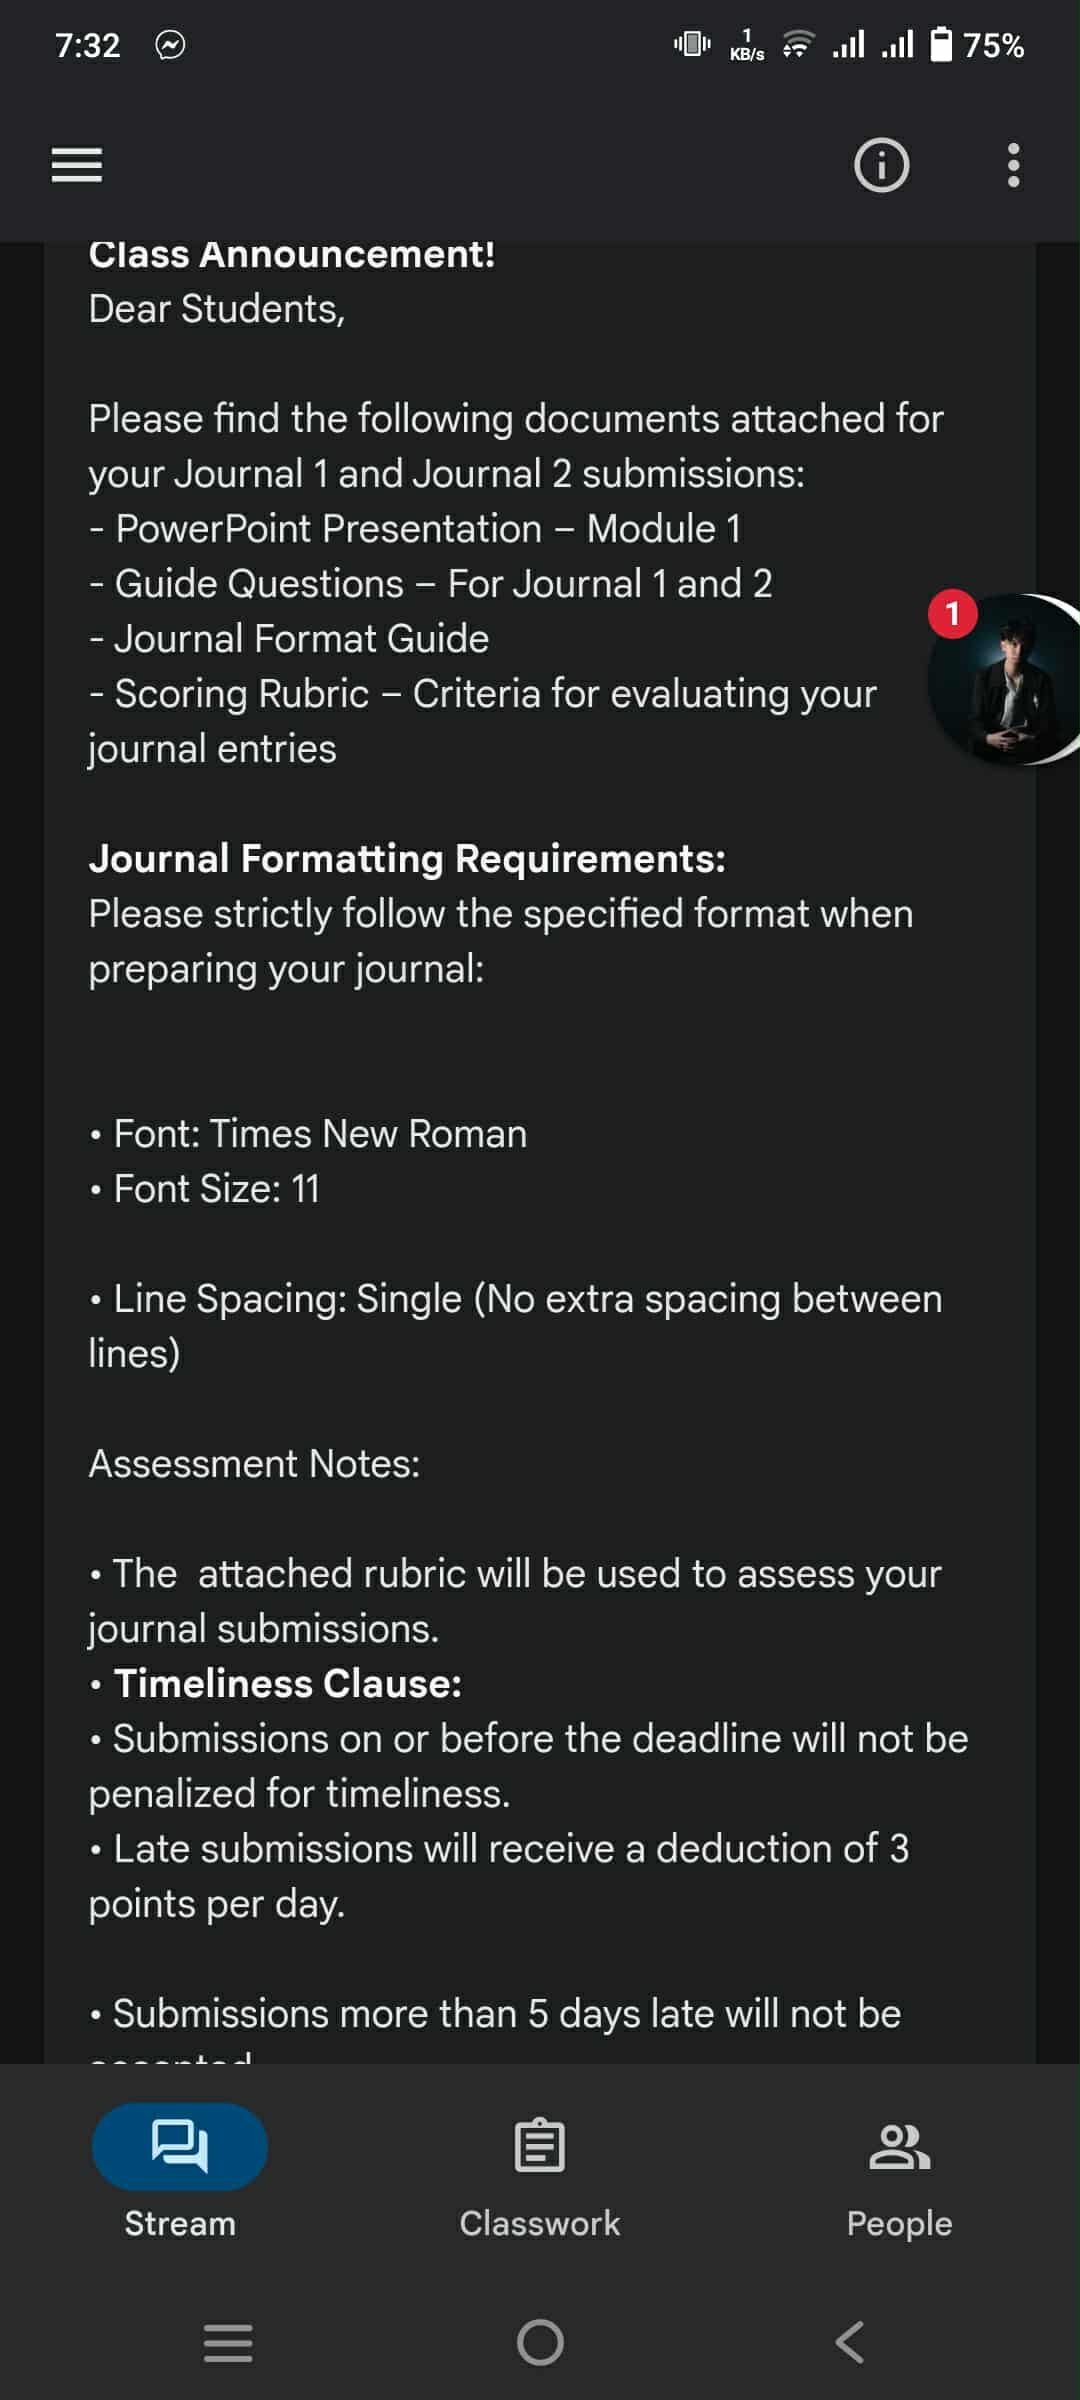 7:32
1
KB/s
75%
Class Announcement!
Dear Students,
Please find the following documents attached for
your Journal 1 and Journal 2 submissions:
- PowerPoint Presentation – Module 1
- Guide Questions – For Journal 1 and 2
- Journal Format Guide
- Scoring Rubric – Criteria for evaluating your
journal entries
1
Journal Formatting Requirements:
Please strictly follow the specified format when
preparing your journal:
• Font: Times New Roman
• Font Size: 11
• Line Spacing: Single (No extra spacing between
lines)
Assessment Notes:
• The  attached rubric will be used to assess your
journal submissions.
• Timeliness Clause:
• Submissions on or before the deadline will not be
penalized for timeliness.
• Late submissions will receive a deduction of 3
points per day.
• Submissions more than 5 days late will not be
Stream
Classwork
People